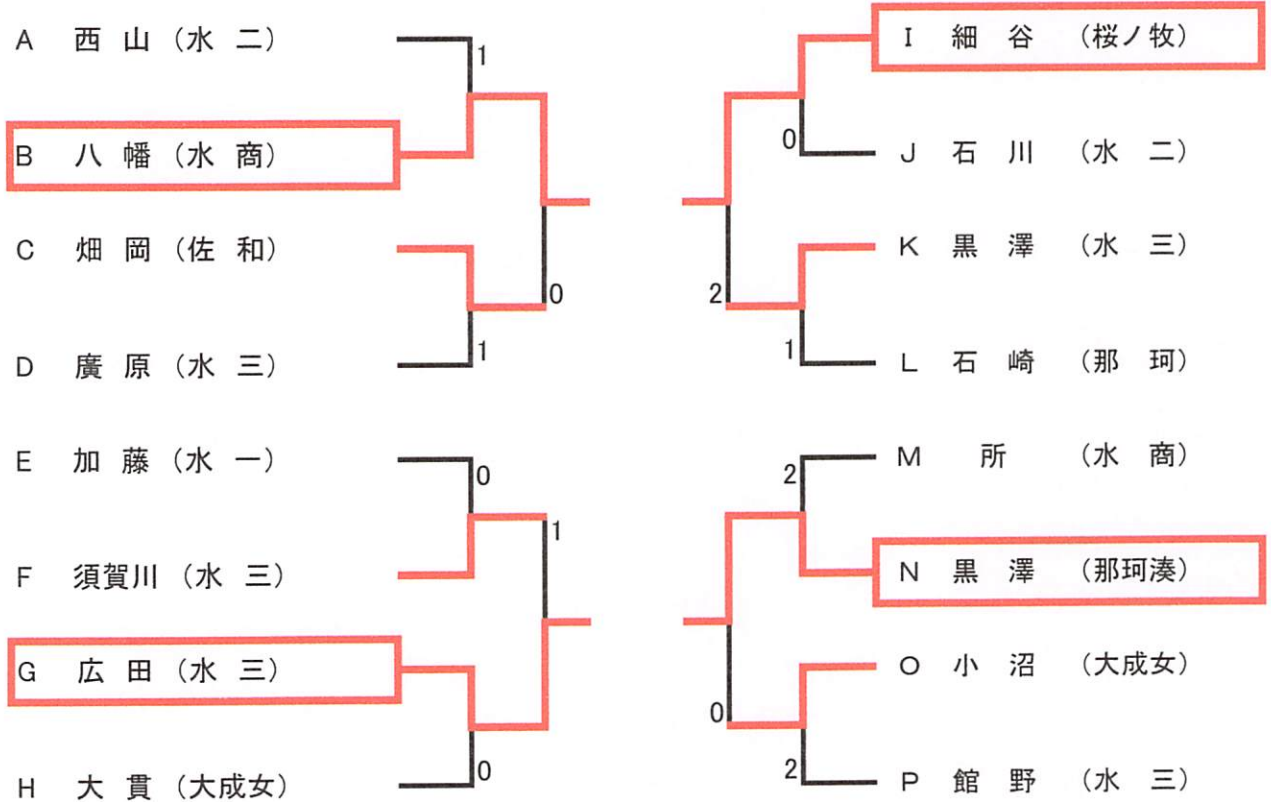 A 西 山 (水 二)
1
B 八 幡 (水 商)
C 畑 岡 (佐 和)
0
1
D 廣 原 (水 三)
E 加 藤 (水 一)
0
1
F 須賀川 (水 三)
G 広 田 (水 三)
0
H 大 貫 (大成女)
I 細 谷 (桜ノ牧)
0
J 石 川 (水 二)
K 黒 澤 (水 三)
2
1
L 石 崎 (那 珂)
M 所 (水 商)
2
N 黒 澤 (那珂湊)
O 小 沼 (大成女)
0
2
P 館 野 (水 三)